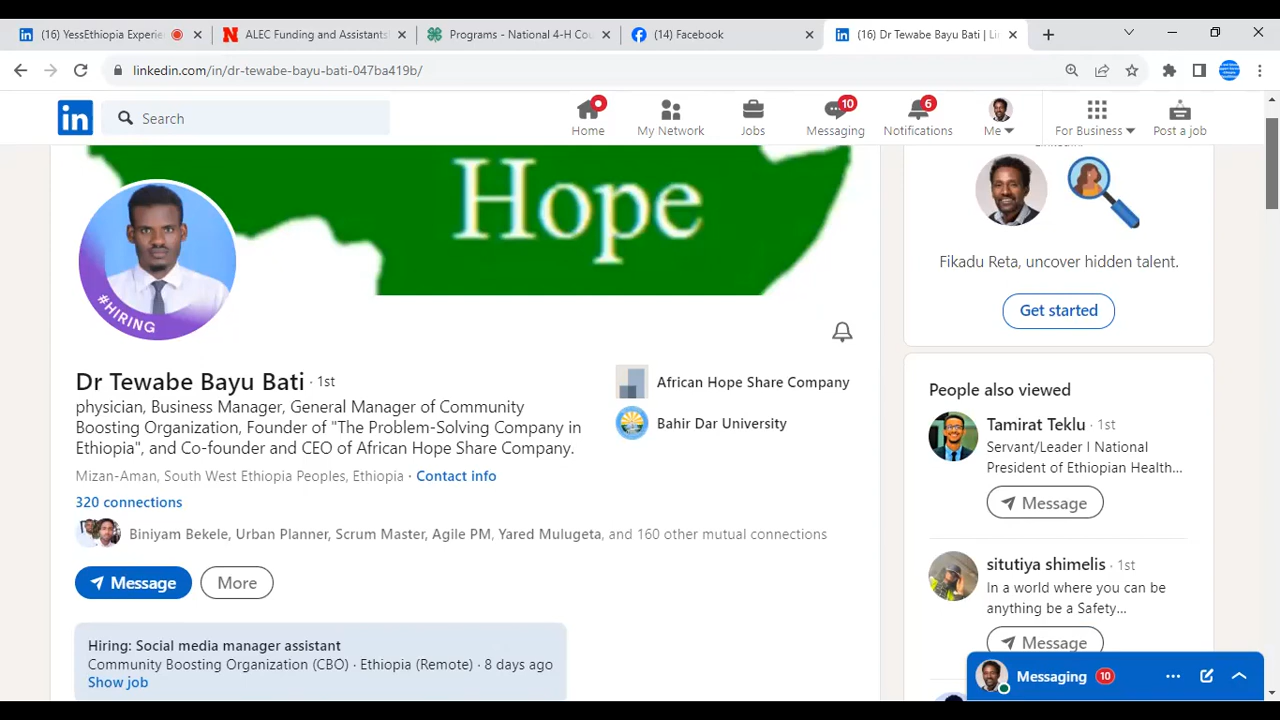 (16) YessEthiopia Experie
ALEC Funding and Assistants
Programs - National 4-H Cou
(14) Facebook
(16) Dr Tewabe Bayu Bati | Li
linkedin.com/in/dr-tewabe-bayu-bati-047ba419b/
in
Search
Home
My Network
10
Messaging
Jobs
6
Notifications
Me
For Business
Post a job
Hope
#HIRING
Fikadu Reta, uncover hidden talent.
Get started
Dr Tewabe Bayu Bati · 1st
physician, Business Manager, General Manager of Community
Boosting Organization, Founder of "The Problem-Solving Company in
Ethiopia", and Co-founder and CEO of African Hope Share Company.
Mizan-Aman, South West Ethiopia Peoples, Ethiopia · Contact info
320 connections
Biniyam Bekele, Urban Planner, Scrum Master, Agile PM, Yared Mulugeta, and 160 other mutual connections
Message
More
African Hope Share Company
Bahir Dar University
Hiring: Social media manager assistant
Community Boosting Organization (CBO) · Ethiopia (Remote) · 8 days ago
Show job
People also viewed
Tamirat Teklu · 1st
Servant/Leader I National
President of Ethiopian Health...
Message
situtiya shimelis · 1st
In a world where you can be
anything be a Safety...
Message
Messaging 10